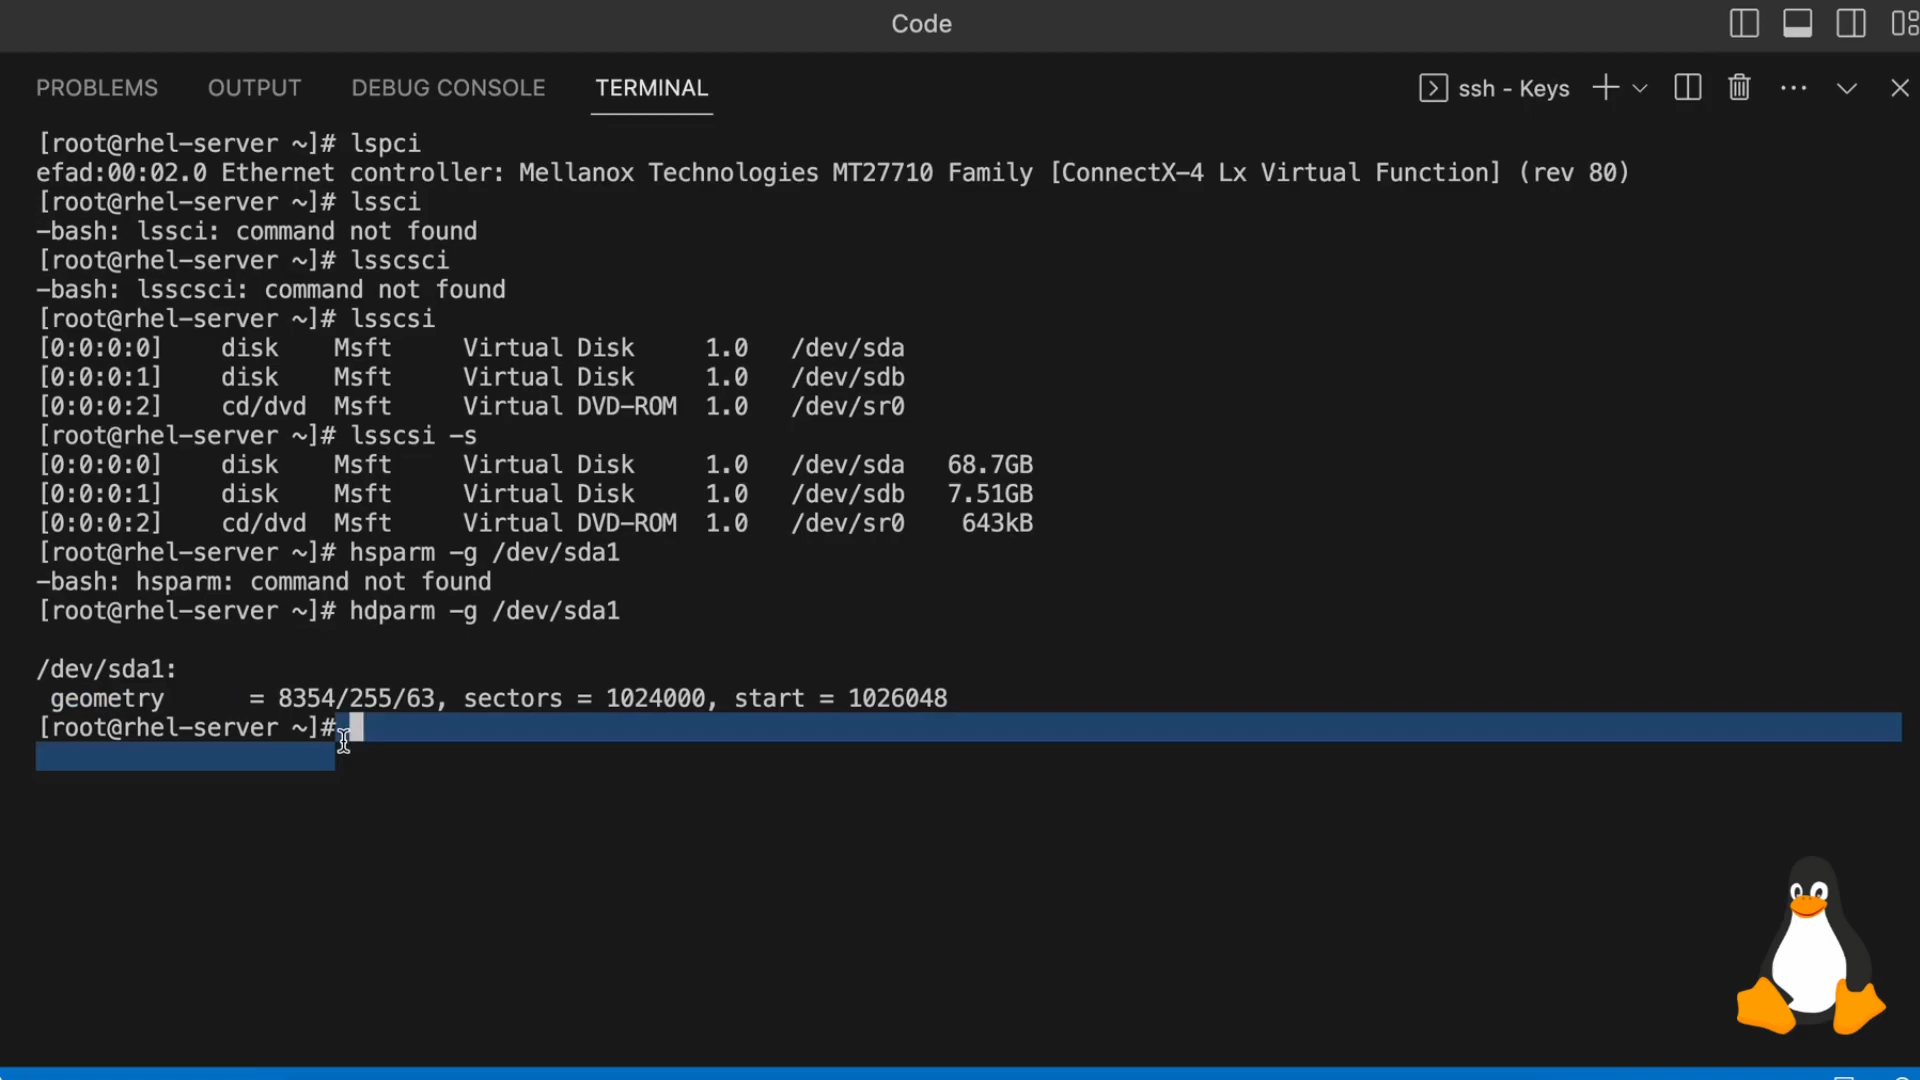 Code
PROBLEMS OUTPUT DEBUG CONSOLE TERMINAL ssh - Keys
[root@rhel-server ~]# lspci
efad:00:02.0 Ethernet controller: Mellanox Technologies MT27710 Family [ConnectX-4 Lx Virtual Function] (rev 80)
[root@rhel-server ~]# lssci
-bash: lssci: command not found
[root@rhel-server ~]# lsscsci
-bash: lsscsci: command not found
[root@rhel-server ~]# lsscsi
[0:0:0:0] disk Msft Virtual Disk 1.0 /dev/sda
[0:0:0:1] disk Msft Virtual Disk 1.0 /dev/sdb
[0:0:0:2] cd/dvd Msft Virtual DVD-ROM 1.0 /dev/sr0
[root@rhel-server ~]# lsscsi -s
[0:0:0:0] disk Msft Virtual Disk 1.0 /dev/sda 68.7GB
[0:0:0:1] disk Msft Virtual Disk 1.0 /dev/sdb 7.51GB
[0:0:0:2] cd/dvd Msft Virtual DVD-ROM 1.0 /dev/sr0 643kB
[root@rhel-server ~]# hsparm -g /dev/sda1
-bash: hsparm: command not found
[root@rhel-server ~]# hdparm -g /dev/sda1
/dev/sda1:
geometry = 8354/255/63, sectors = 1024000, start = 1026048
[root@rhel-server ~]#